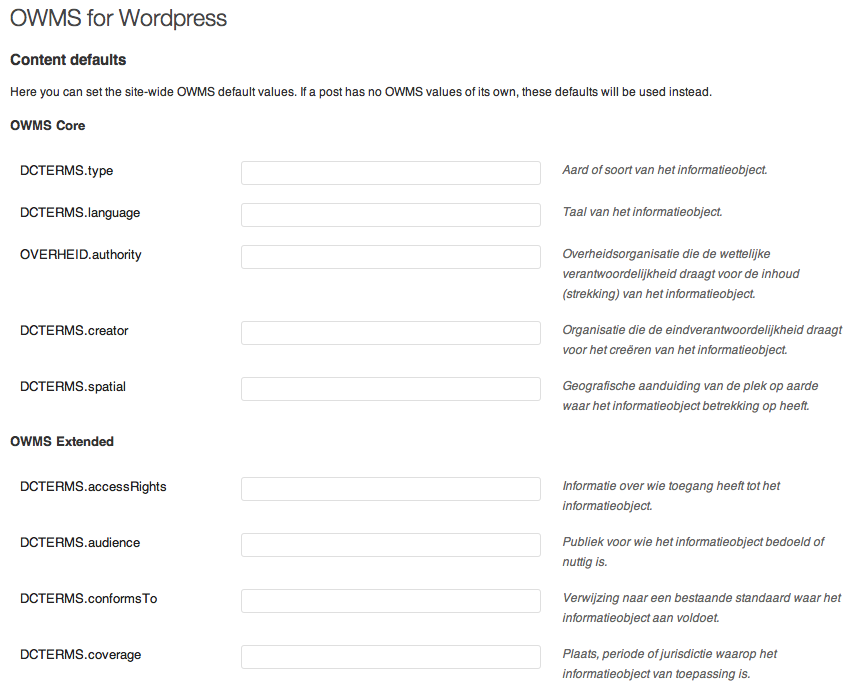 OWMS for Wordpress
Content defaults
Here you can set the site-wide OWMS default values. If a post has no OWMS values of its own, these defaults will be used instead.
OWMS Core
DCTERMS.type
Aard of soort van het informatieobject.
DCTERMS.language
Taal van het informatieobject.
OVERHEID.authority
Overheidsorganisatie die de wettelijke
verantwoordelijkheid draagt voor de inhoud
(strekking) van het informatieobject.
DCTERMS.creator
Organisatie die de eindverantwoordelijkheid draagt
voor het creëren van het informatieobject.
DCTERMS.spatial
Geografische aanduiding van de plek op aarde
waar het informatieobject betrekking op heeft.
OWMS Extended
DCTERMS.accessRights
Informatie over wie toegang heeft tot het
informatieobject.
DCTERMS.audience
Publiek voor wie het informatieobject bedoeld of
nuttig is.
DCTERMS.conformsTo
Verwijzing naar een bestaande standaard waar het
informatieobject aan voldoet.
DCTERMS.coverage
Plaats, periode of jurisdictie waarop het
informatieobject van toepassing is.